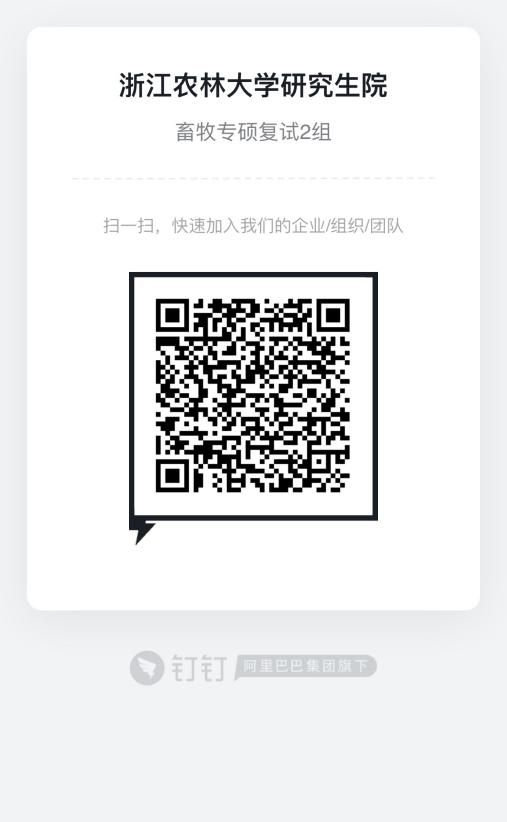 浙江农林大学研究生院
畜牧专硕复试2组
扫一扫，快速加入我们的企业/组织/团队
钉钉 阿里巴巴集团旗下